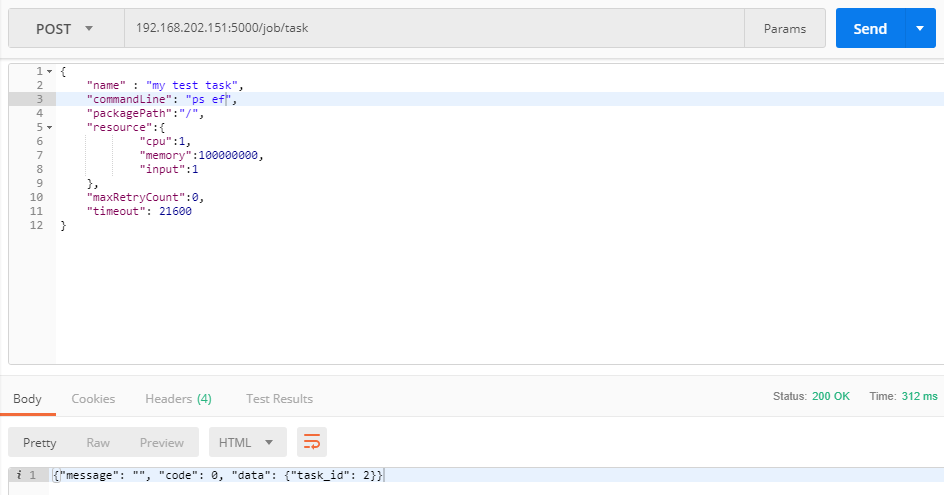 POST 192.168.202.151:5000/job/task Params Send
1 {
2 "name" : "my test task",
3 "commandLine": "ps ef",
4 "packagePath":"/",
5 "resource":{
6 "cpu":1,
7 "memory":100000000,
8 "input":1
9 },
10 "maxRetryCount":0,
11 "timeout": 21600
12 }
Body Cookies Headers (4) Test Results Status: 200 OK Time: 312 ms
Pretty Raw Preview HTML
i 1 {"message": "", "code": 0, "data": {"task_id": 2}}